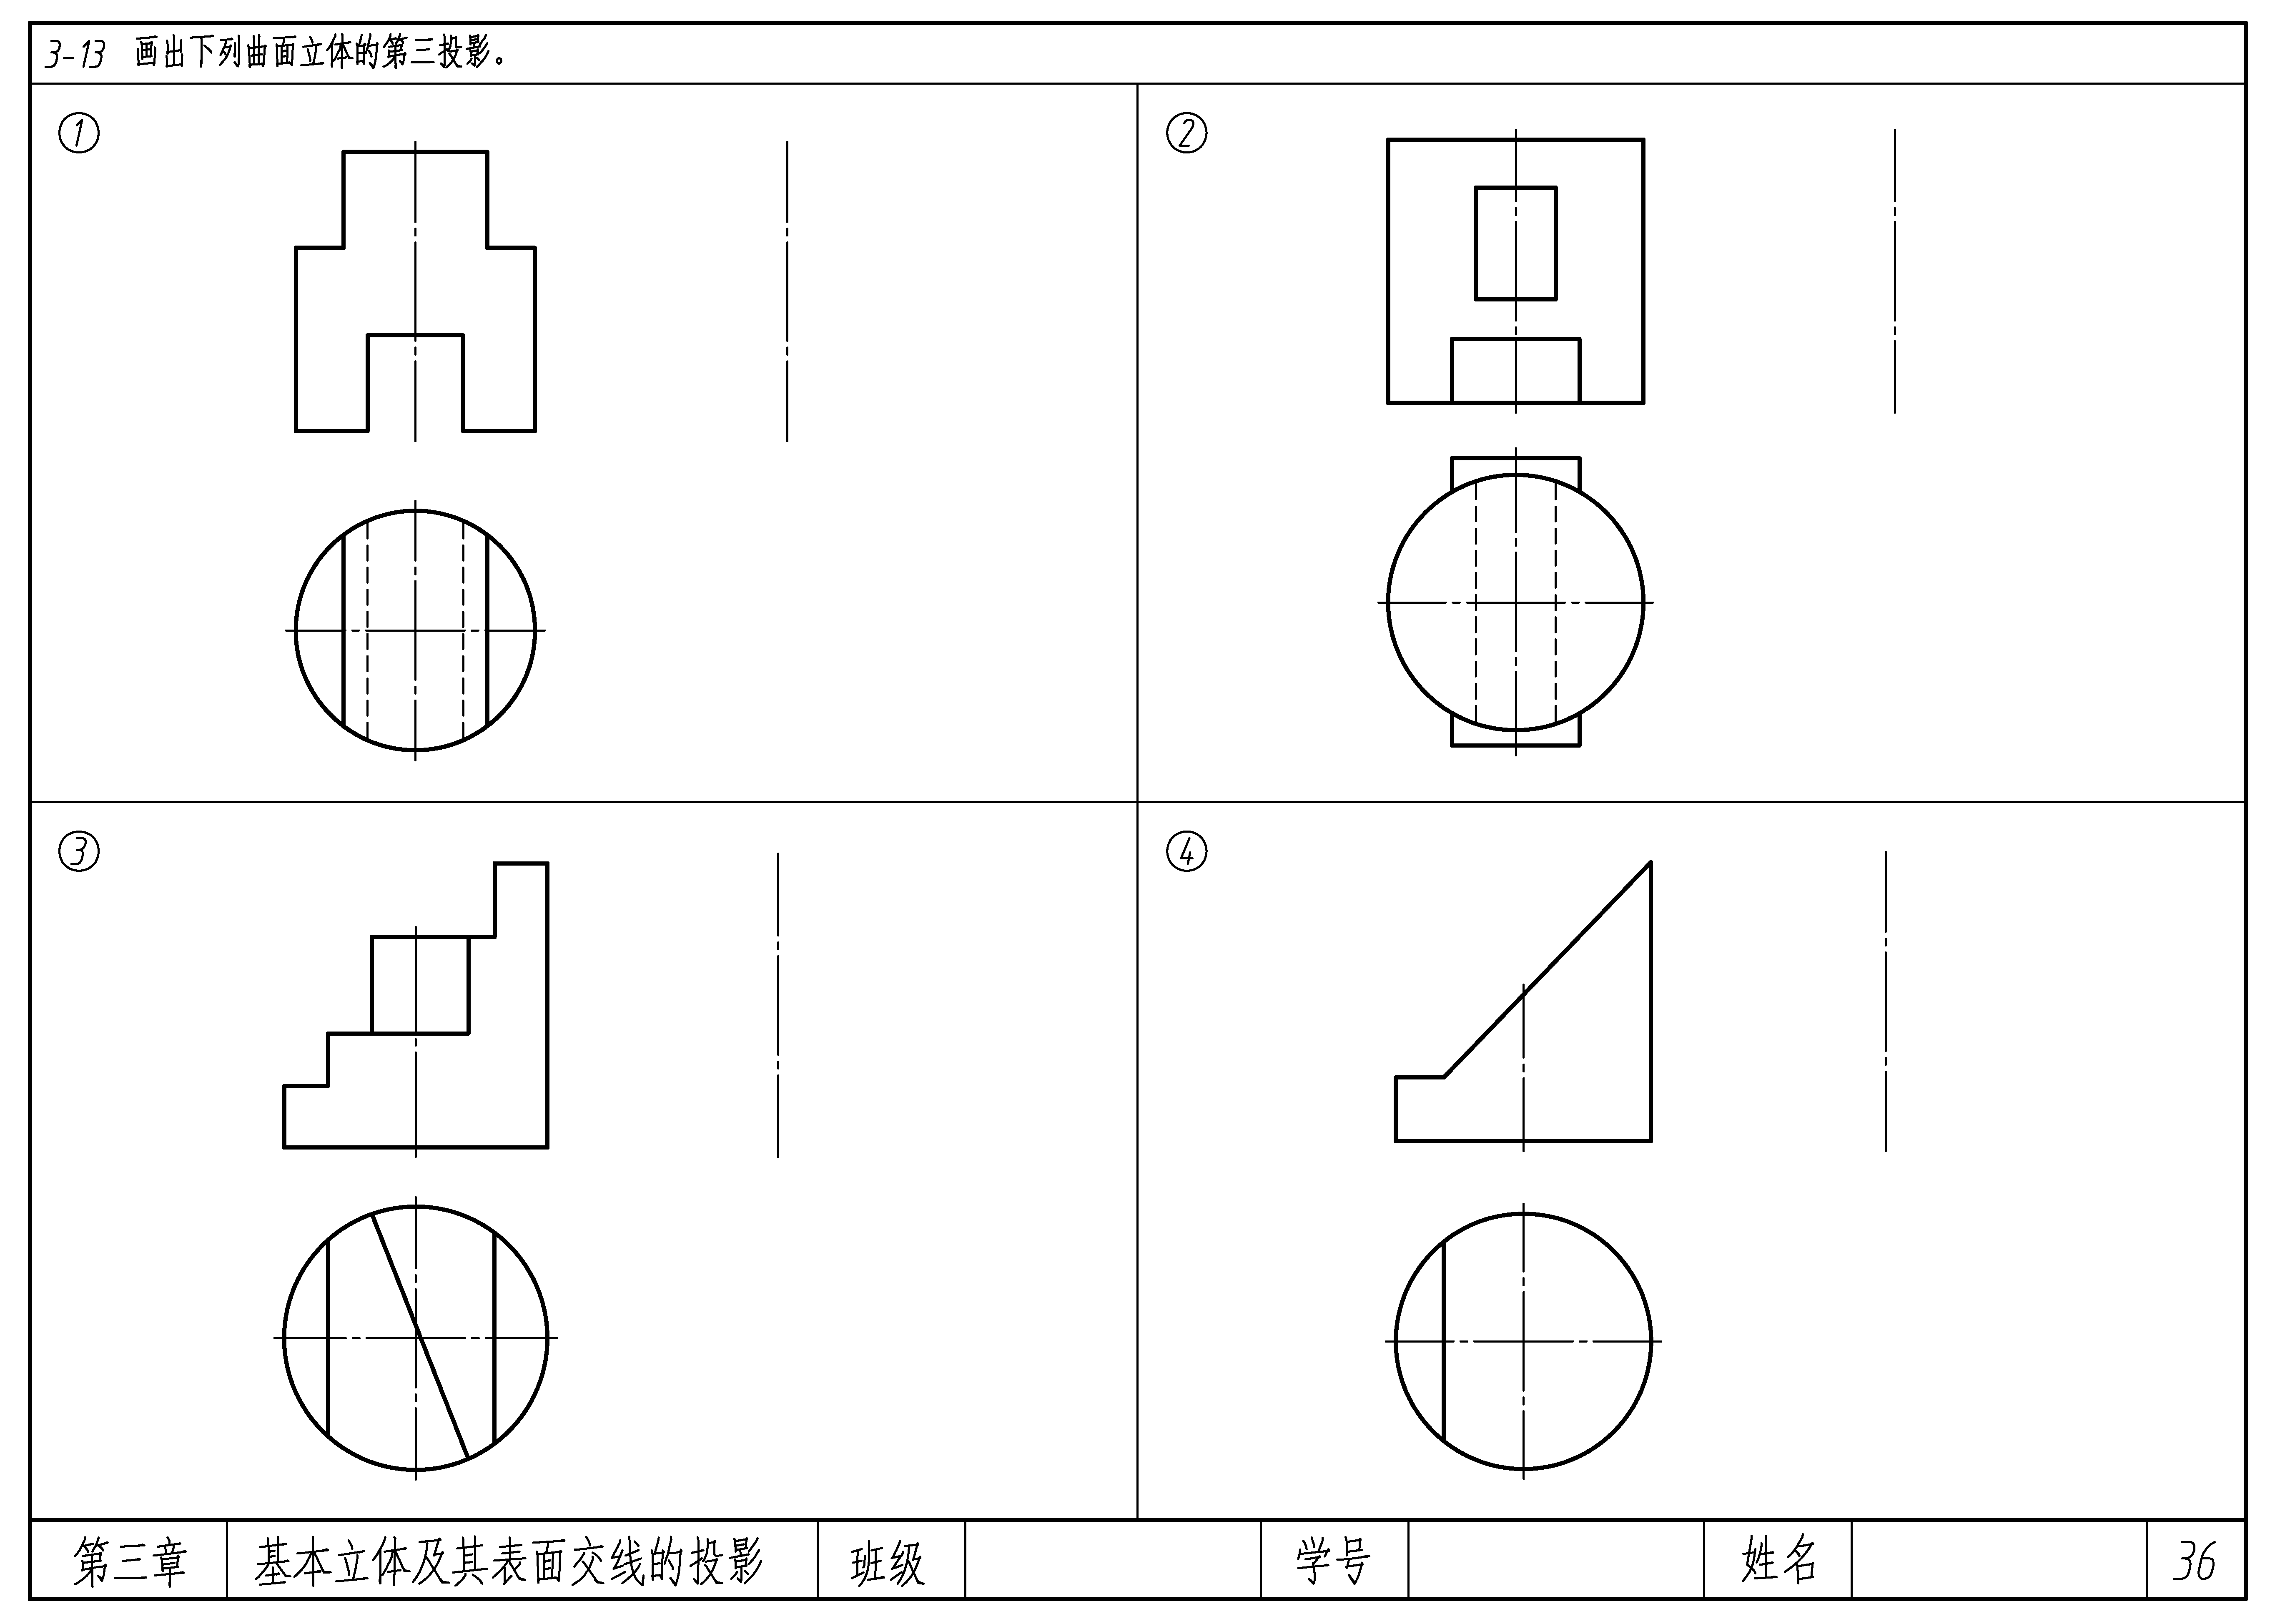 3-13 画出下列曲面立体的第三投影。
①
②
③
④
第三章 基本立体及其表面交线的投影 班级 学号 姓名 36